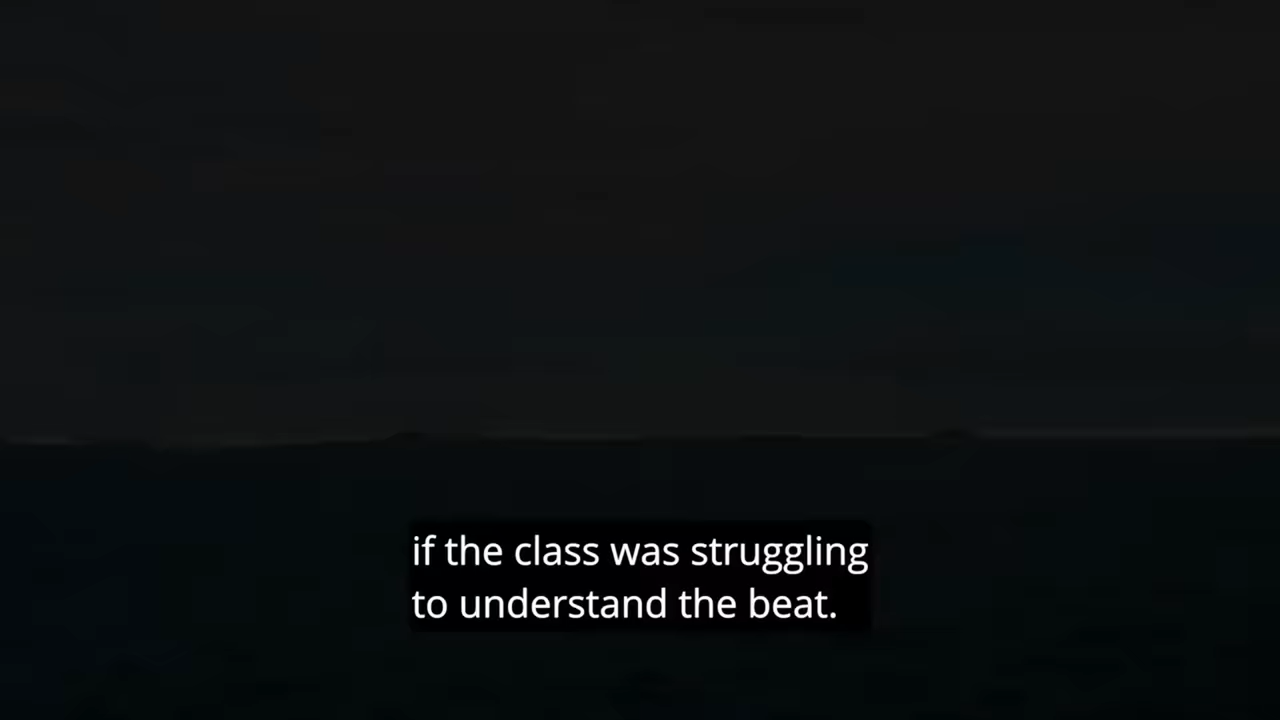 if the class was struggling
to understand the beat.